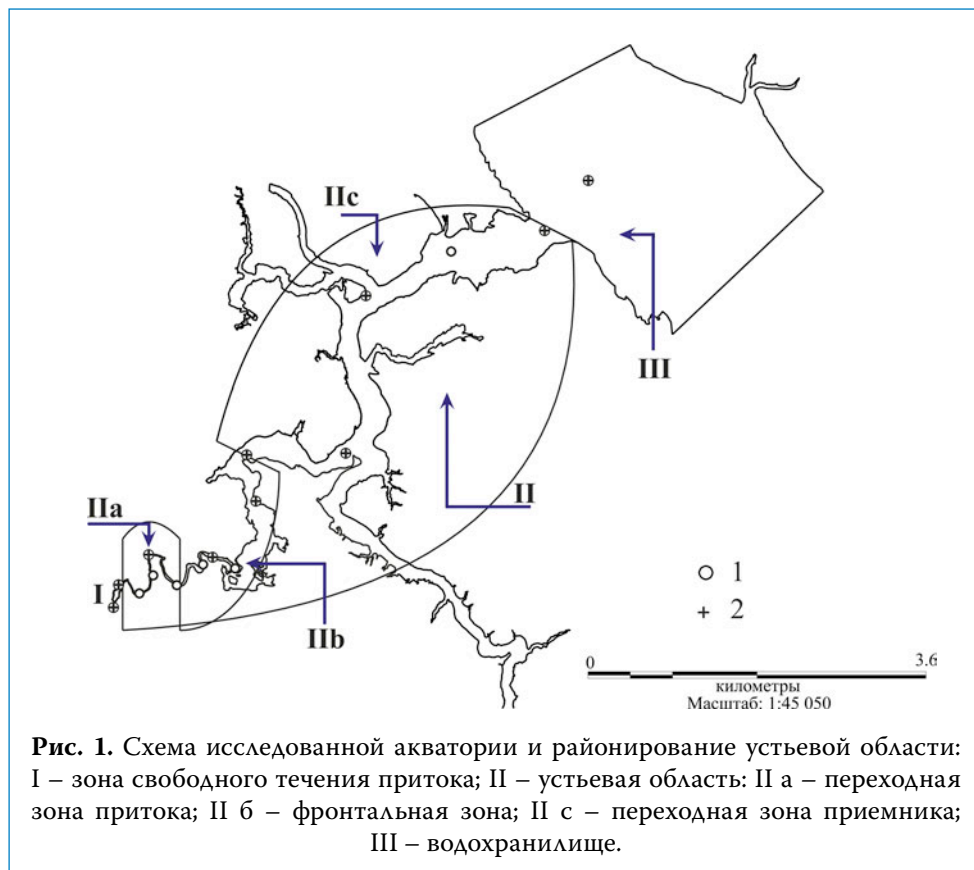 IIc
III
II
IIa
I
IIb
1
2
0 3.6
километры
Масштаб: 1:45 050
Рис. 1. Схема исследованной акватории и районирование устьевой области:
I – зона свободного течения притока; II – устьевая область: II а – переходная
зона притока; II б – фронтальная зона; II с – переходная зона приемника;
III – водохранилище.